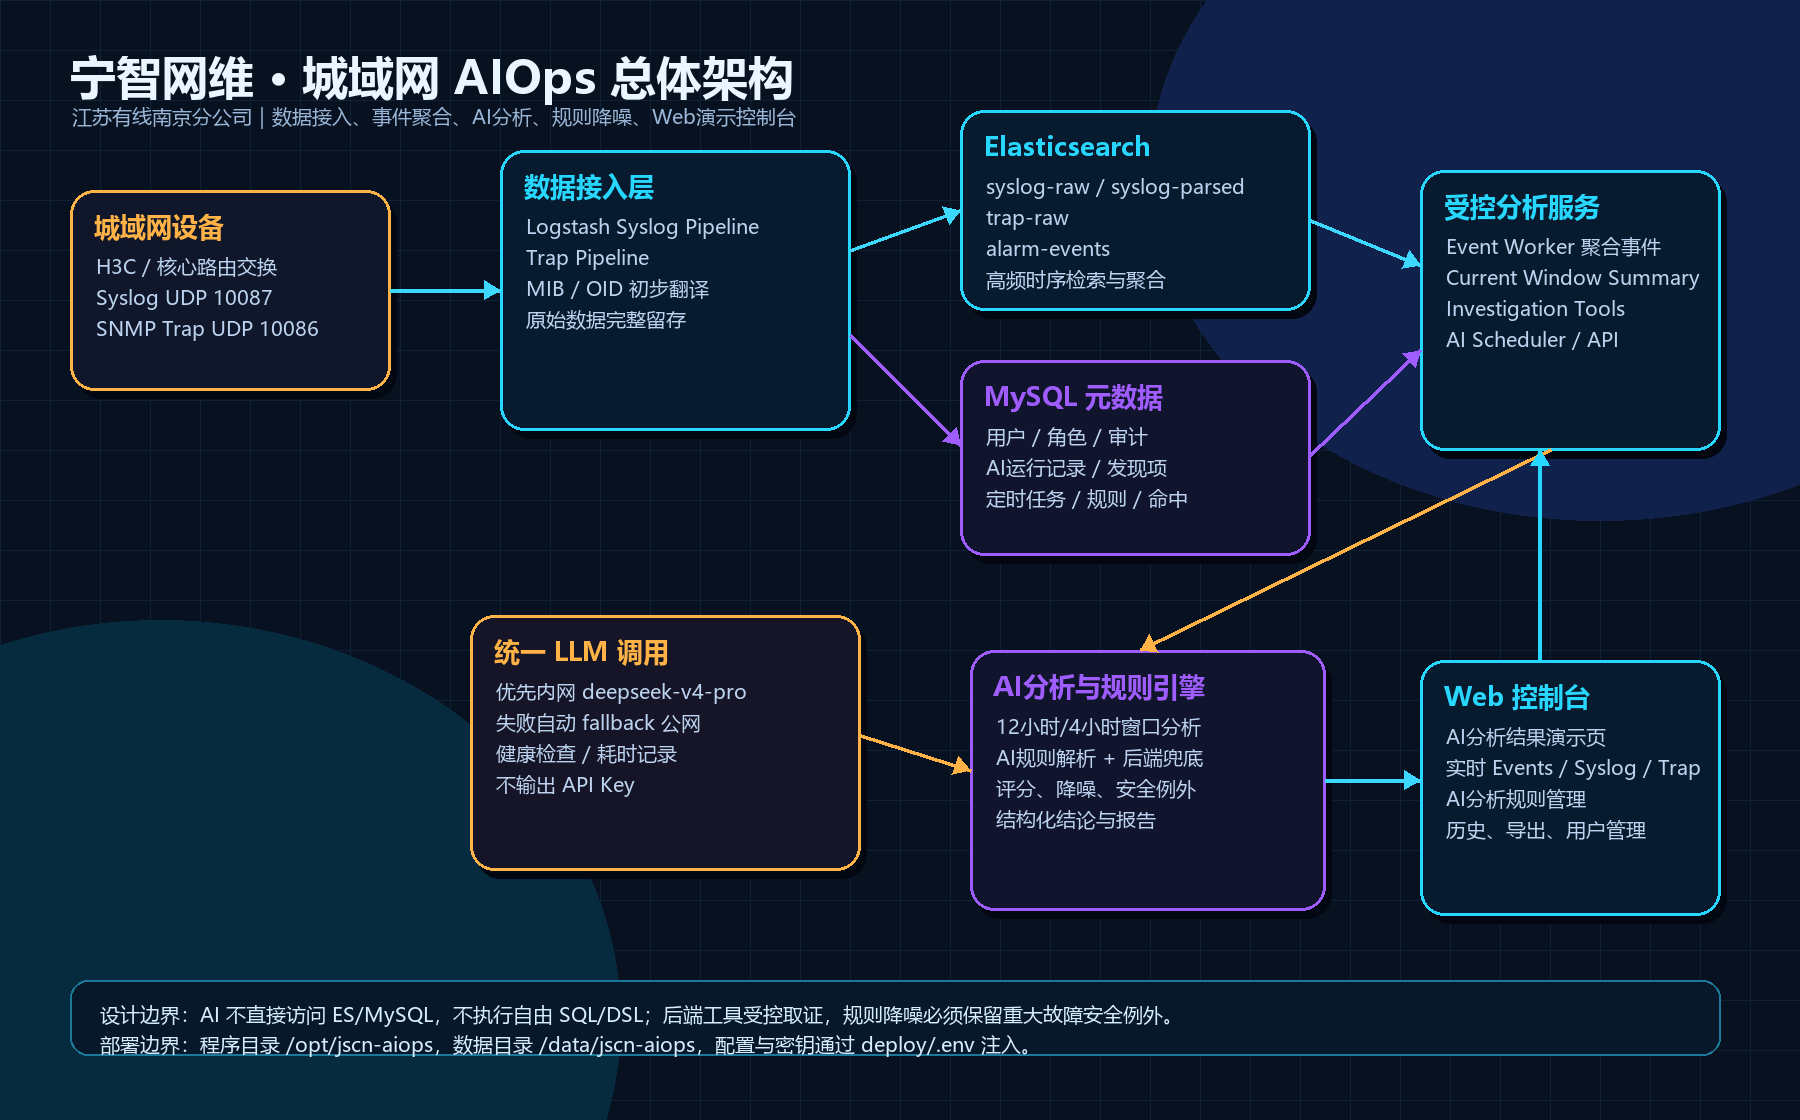 宁智网维 • 城域网 AIOps 总体架构
江苏有线南京分公司 | 数据接入、事件聚合、AI分析、规则降噪、Web演示控制台
城域网设备
H3C / 核心路由交换
Syslog UDP 10087
SNMP Trap UDP 10086
数据接入层
Logstash Syslog Pipeline
Trap Pipeline
MIB / OID 初步翻译
原始数据完整留存
Elasticsearch
syslog-raw / syslog-parsed
trap-raw
alarm-events
高频时序检索与聚合
MySQL 元数据
用户 / 角色 / 审计
AI运行记录 / 发现项
定时任务 / 规则 / 命中
受控分析服务
Event Worker 聚合事件
Current Window Summary
Investigation Tools
AI Scheduler / API
统一 LLM 调用
优先内网 deepseek-v4-pro
失败自动 fallback 公网
健康检查 / 耗时记录
不输出 API Key
AI分析与规则引擎
12小时/4小时窗口分析
AI规则解析 + 后端兜底
评分、降噪、安全例外
结构化结论与报告
Web 控制台
AI分析结果演示页
实时 Events / Syslog / Trap
AI分析规则管理
历史、导出、用户管理
设计边界：AI 不直接访问 ES/MySQL，不执行自由 SQL/DSL；后端工具受控取证，规则降噪必须保留重大故障安全例外。
部署边界：程序目录 /opt/jscn-aiops，数据目录 /data/jscn-aiops，配置与密钥通过 deploy/.env 注入。